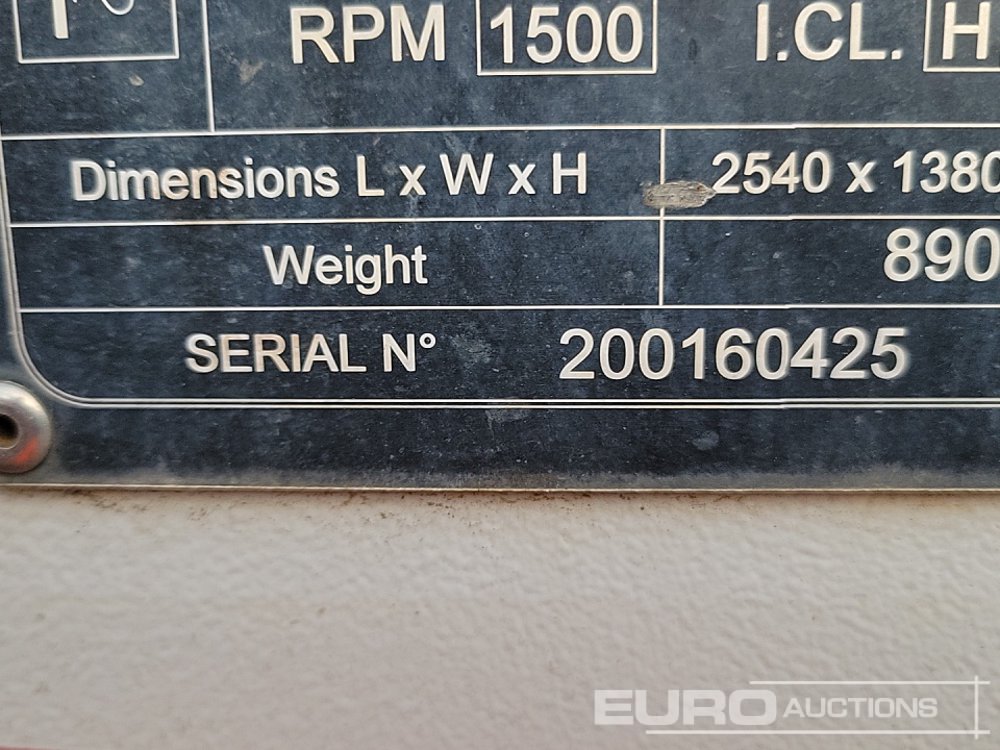 RPM 1500 I.CL. H
Dimensions L x W x H 2540 x 1380
Weight 890
SERIAL N° 200160425
EURO AUCTIONS